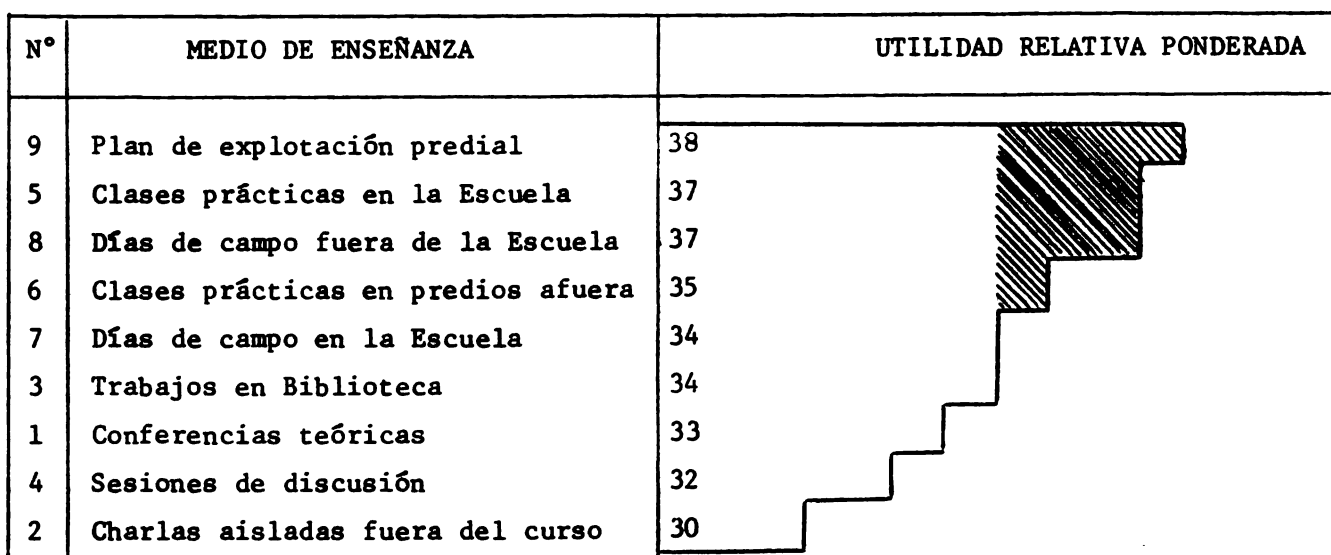 N° MEDIO DE ENSEÑANZA UTILIDAD RELATIVA PONDERADA
9 Plan de explotación predial 38
5 Clases prácticas en la Escuela 37
8 Días de campo fuera de la Escuela 37
6 Clases prácticas en predios afuera 35
7 Días de campo en la Escuela 34
3 Trabajos en Biblioteca 34
1 Conferencias teóricas 33
4 Sesiones de discusión 32
2 Charlas aisladas fuera del curso 30